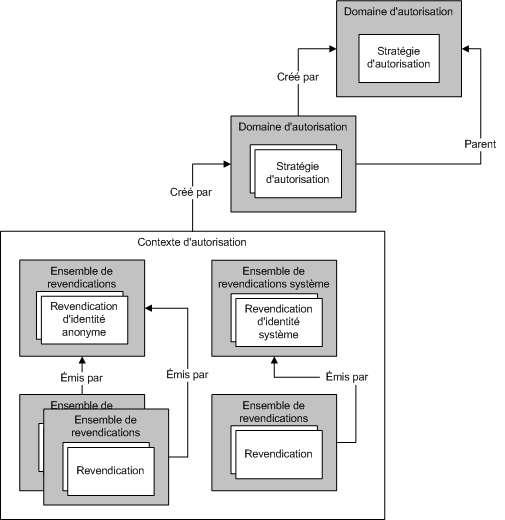 Domaine d'autorisation
Stratégie
d'autorisation
Créé par
Domaine d'autorisation
Parent
Stratégie
d'autorisation
Créé par
Contexte d'autorisation
Ensemble de
revendications
Revendication
d'identité
anonyme
Ensemble de
revendications système
Revendication
d'identité
système
Émis par
Émis par
Émis par
Ensemble de
Ensemble de
revendications
Revendication
Ensemble de
revendications
Revendication